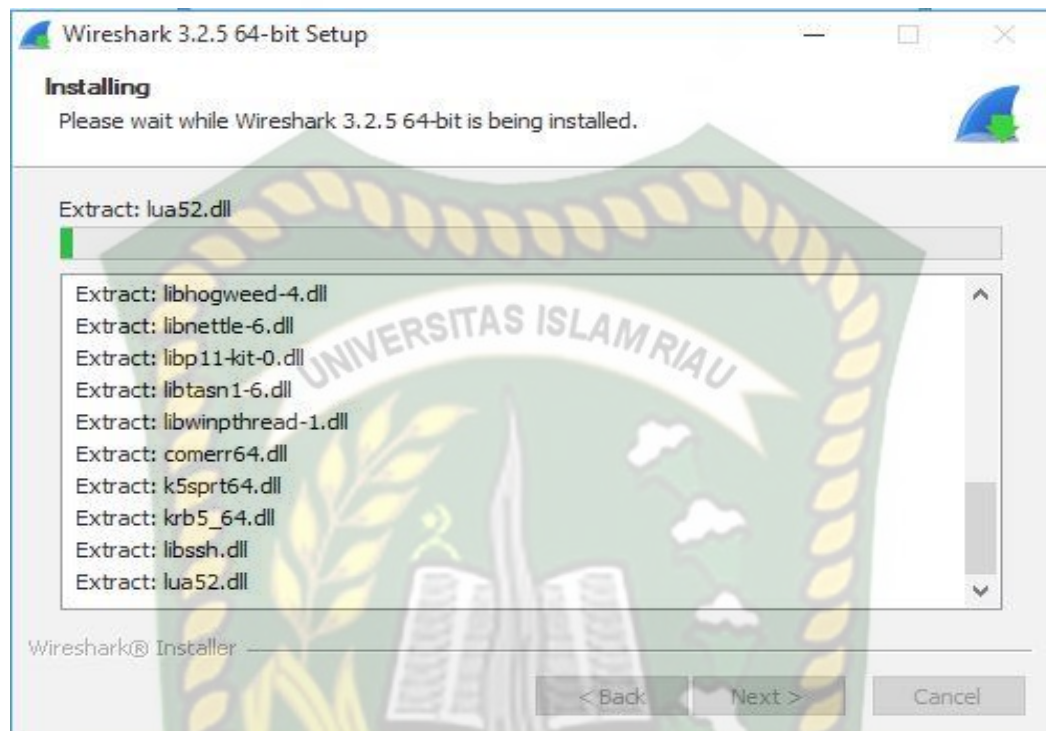 Wireshark 3.2.5 64-bit Setup
Installing
Please wait while Wireshark 3.2.5 64-bit is being installed.
Extract: lua52.dll
Extract: libhogweed-4.dll
Extract: libnettle-6.dll
Extract: libp11-kit-0.dll
Extract: libtasn1-6.dll
Extract: libwinpthread-1.dll
Extract: comerr64.dll
Extract: k5sprt64.dll
Extract: krb5_64.dll
Extract: libssh.dll
Extract: lua52.dll
UNIVERSITAS ISLAM RIAU
Wireshark® Installer
< Back Next > Cancel